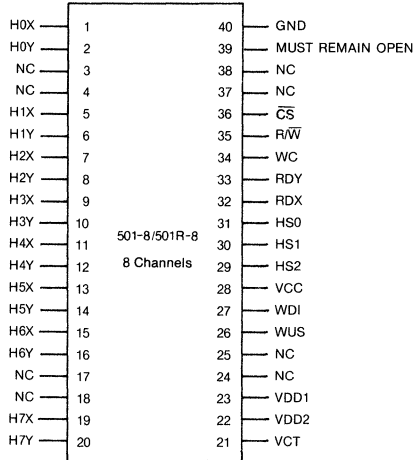 H0X 1 40 GND
H0Y 2 39 MUST REMAIN OPEN
NC 3 38 NC
NC 4 37 NC
H1X 5 36 C̅S̅
H1Y 6 35 R/W̅
H2X 7 34 WC
H2Y 8 33 RDY
H3X 9 32 RDX
H3Y 10 31 HS0
501-8/501R-8
H4X 11 30 HS1
H4Y 12 29 HS2
8 Channels
H5X 13 28 VCC
H5Y 14 27 WDI
H6X 15 26 WUS
H6Y 16 25 NC
NC 17 24 NC
NC 18 23 VDD1
H7X 19 22 VDD2
H7Y 20 21 VCT